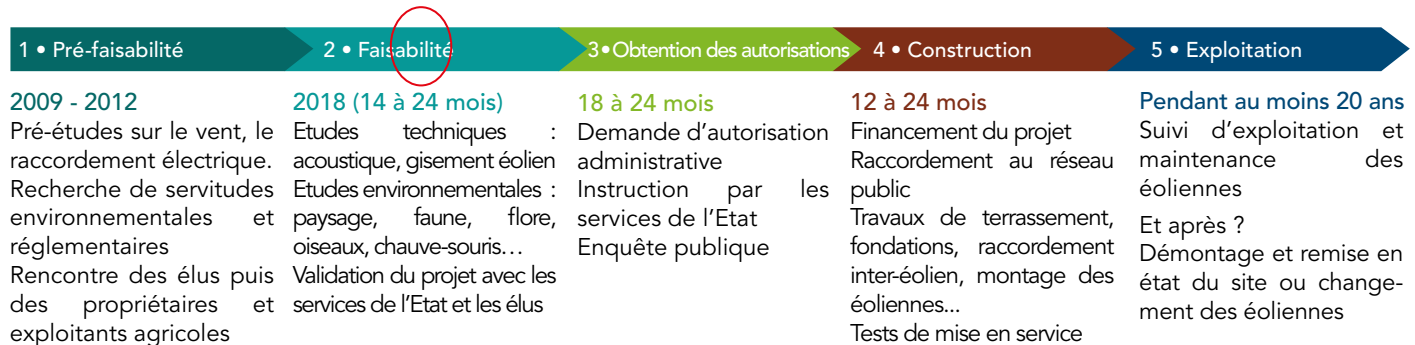 1 • Pré-faisabilité
2 • Faisabilité
3•Obtention des autorisations
4 • Construction
5 • Exploitation
2009 - 2012
Pré-études sur le vent, le
raccordement électrique.
Recherche de servitudes
environnementales et
réglementaires
Rencontre des élus puis
des propriétaires et
exploitants agricoles
2018 (14 à 24 mois)
Etudes techniques :
acoustique, gisement éolien
Etudes environnementales :
paysage, faune, flore,
oiseaux, chauve-souris…
Validation du projet avec les
services de l'Etat et les élus
18 à 24 mois
Demande d'autorisation
administrative
Instruction par les
services de l'Etat
Enquête publique
12 à 24 mois
Financement du projet
Raccordement au réseau
public
Travaux de terrassement,
fondations, raccordement
inter-éolien, montage des
éoliennes...
Tests de mise en service
Pendant au moins 20 ans
Suivi d'exploitation et
maintenance des
éoliennes
Et après ?
Démontage et remise en
état du site ou change-
ment des éoliennes